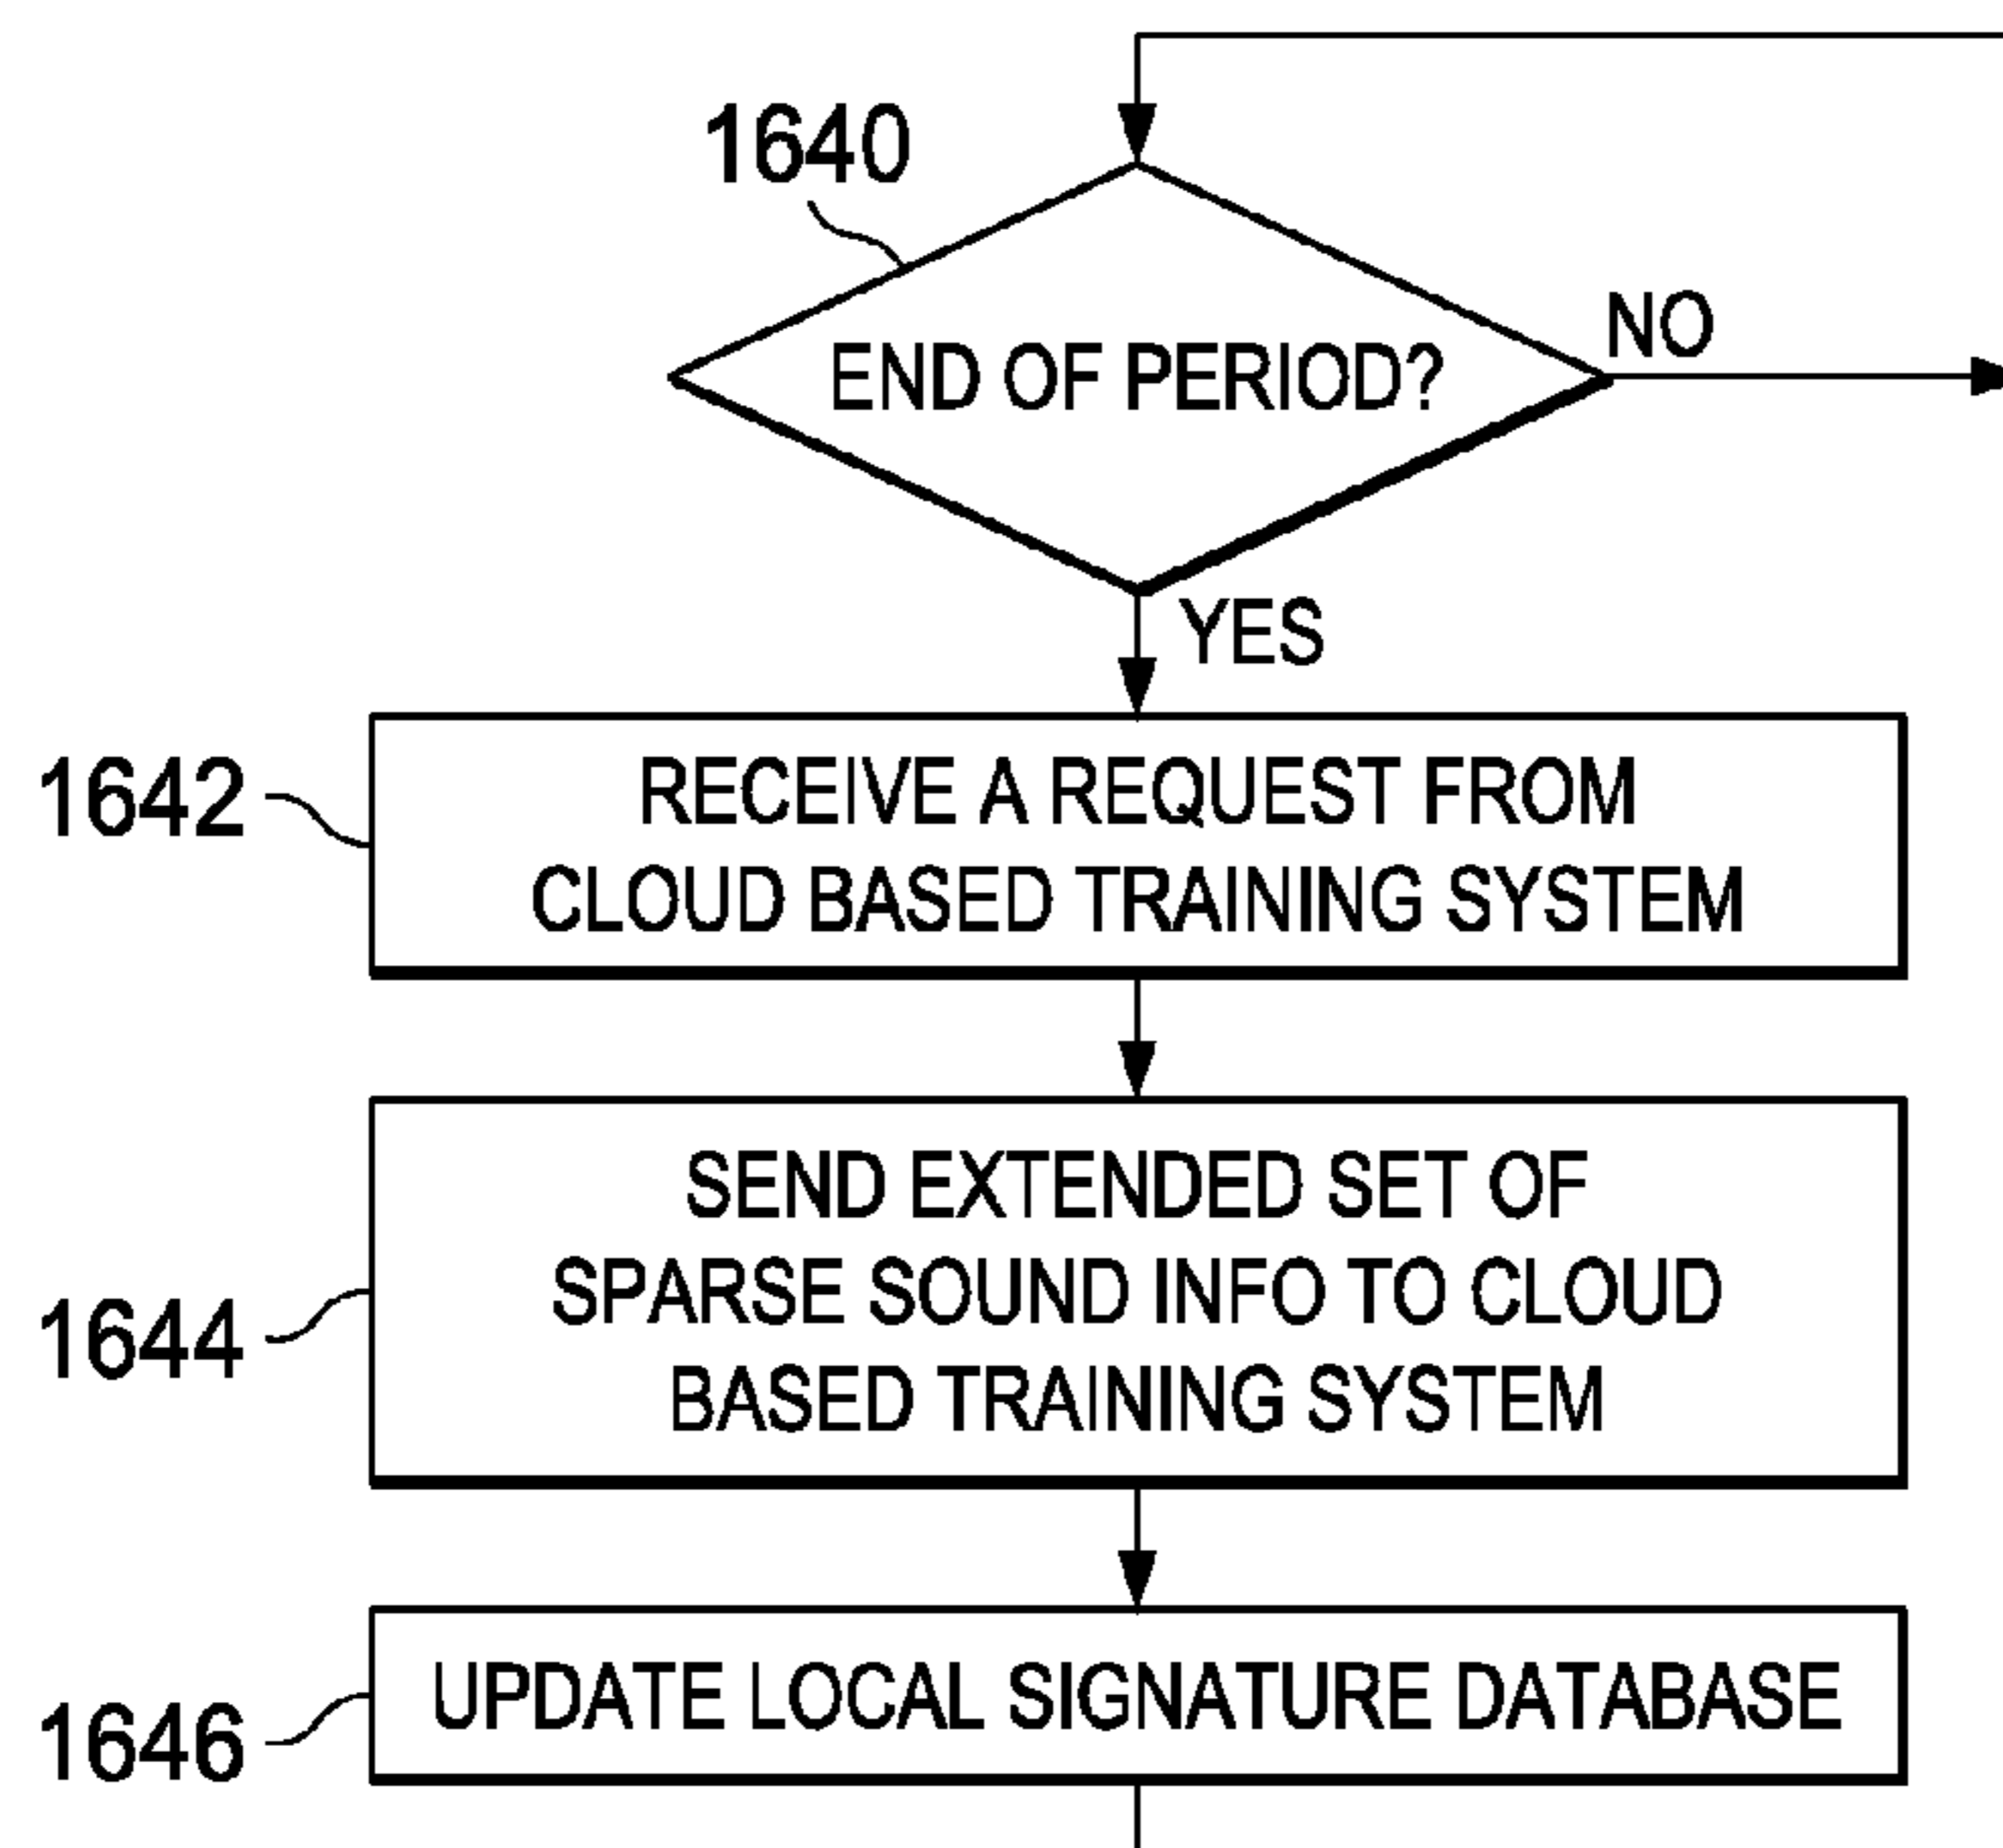 1640
END OF PERIOD?
NO
YES
1642
RECEIVE A REQUEST FROM
CLOUD BASED TRAINING SYSTEM
1644
SEND EXTENDED SET OF
SPARSE SOUND INFO TO CLOUD
BASED TRAINING SYSTEM
1646
UPDATE LOCAL SIGNATURE DATABASE